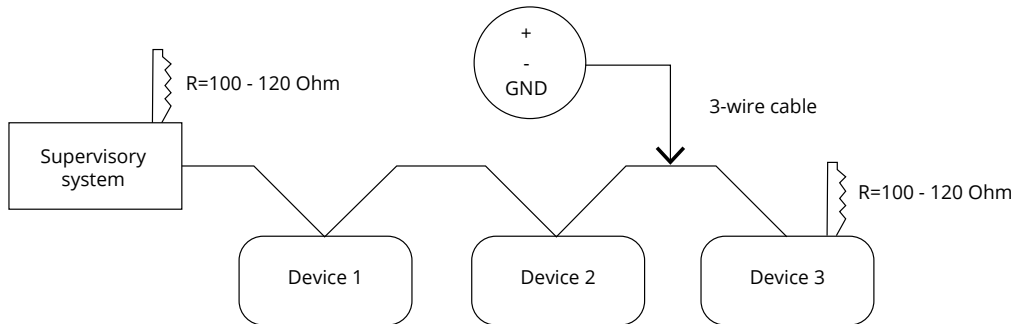 +
-
GND
R=100 - 120 Ohm
3-wire cable
Supervisory
system
R=100 - 120 Ohm
Device 1
Device 2
Device 3